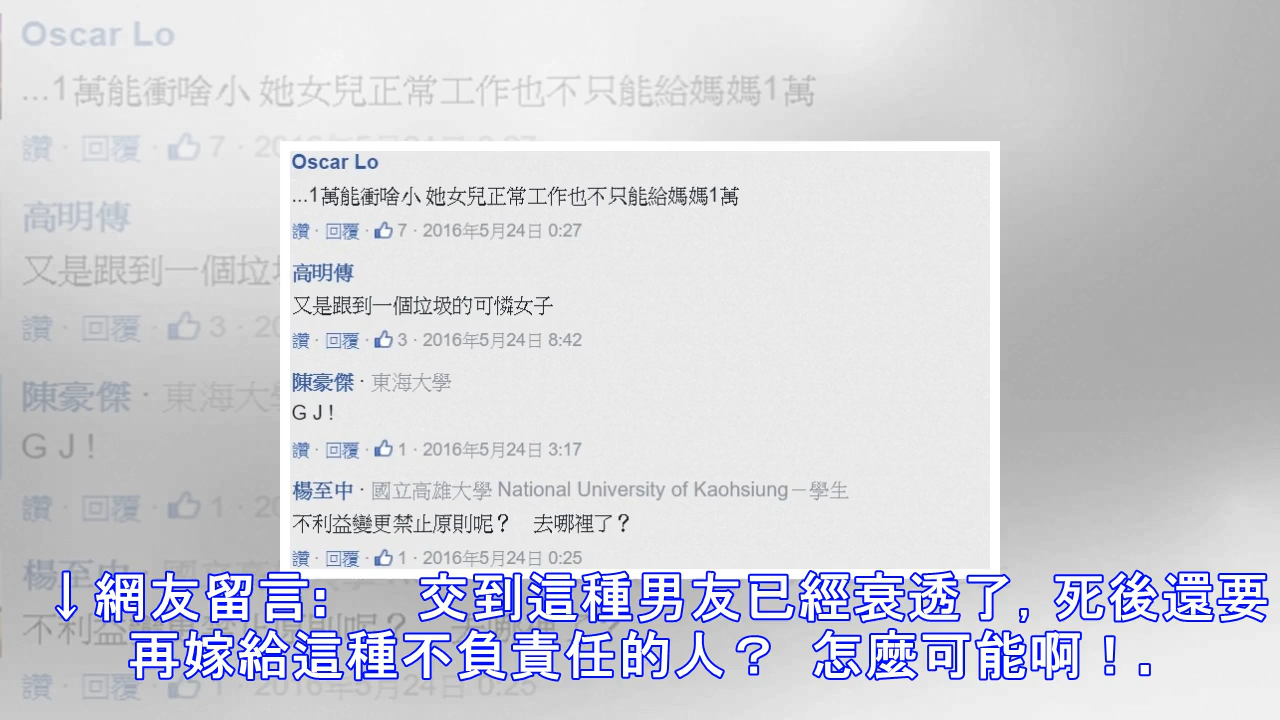 Oscar Lo
...1萬能衝啥小 她女兒正常工作也不只能給媽媽1萬
讚 · 回覆 · 7 · 2016年5月24日 0:27
高明傳
又是跟到一個垃圾的可憐女子
讚 · 回覆 · 3 · 2016年5月24日 8:42
陳豪傑 · 東海大學
G J !
讚 · 回覆 · 1 · 2016年5月24日 3:17
楊至中 · 國立高雄大學 National University of Kaohsiung－學生
不利益變更禁止原則呢？ 去哪裡了？
讚 · 回覆 · 1 · 2016年5月24日 0:25
↓網友留言: 交到這種男友已經衰透了, 死後還要
再嫁給這種不負責任的人？ 怎麼可能啊！.